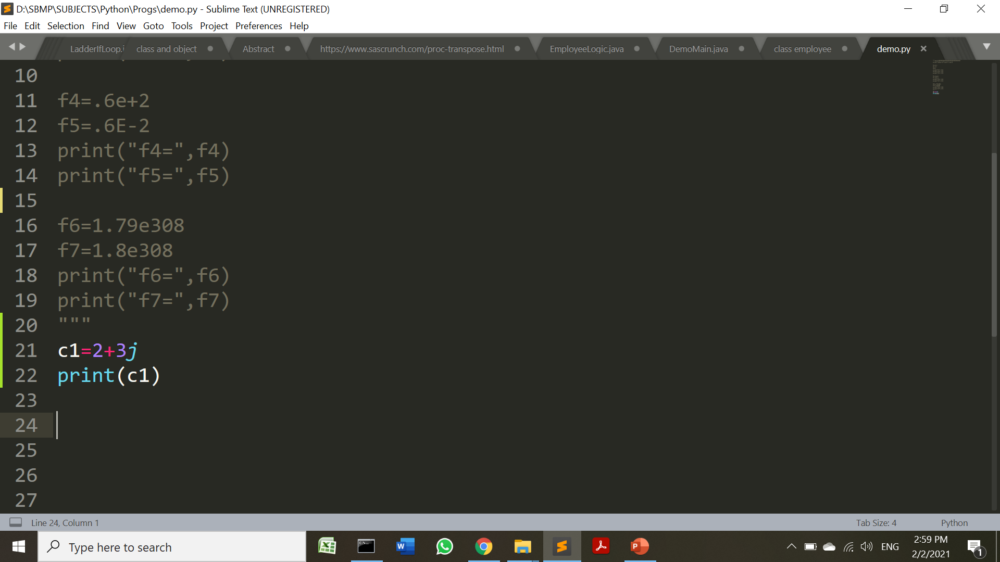 D:\SBMP\SUBJECTS\Python\Progs\demo.py - Sublime Text (UNREGISTERED)
File Edit Selection Find View Goto Tools Project Preferences Help
LadderIfLoop.j class and object Abstract https://www.sascrunch.com/proc-transpose.html EmployeeLogic.java DemoMain.java class employee demo.py
10
11 f4=.6e+2
12 f5=.6E-2
13 print("f4=",f4)
14 print("f5=",f5)
15
16 f6=1.79e308
17 f7=1.8e308
18 print("f6=",f6)
19 print("f7=",f7)
20 """
21 c1=2+3j
22 print(c1)
23
24
25
26
27
Line 24, Column 1 Tab Size: 4 Python
Type here to search ENG 2:59 PM
2/2/2021 1